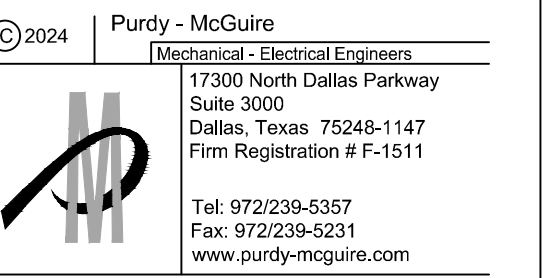 © 2024
Purdy - McGuire
Mechanical - Electrical Engineers
17300 North Dallas Parkway
Suite 3000
Dallas, Texas  75248-1147
Firm Registration # F-1511
Tel: 972/239-5357
Fax: 972/239-5231
www.purdy-mcguire.com